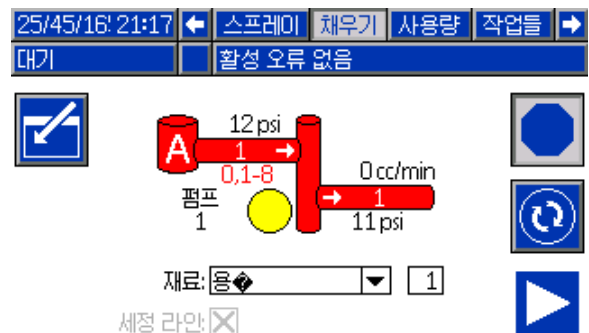 25/45/16 21:17 스프레이 채우기 사용량 작업들
대기 활성 오류 없음
12 psi
A 1
0,1-8
0 cc/min
펌프
1
1
11 psi
재료: 용� 1
세정 라인: